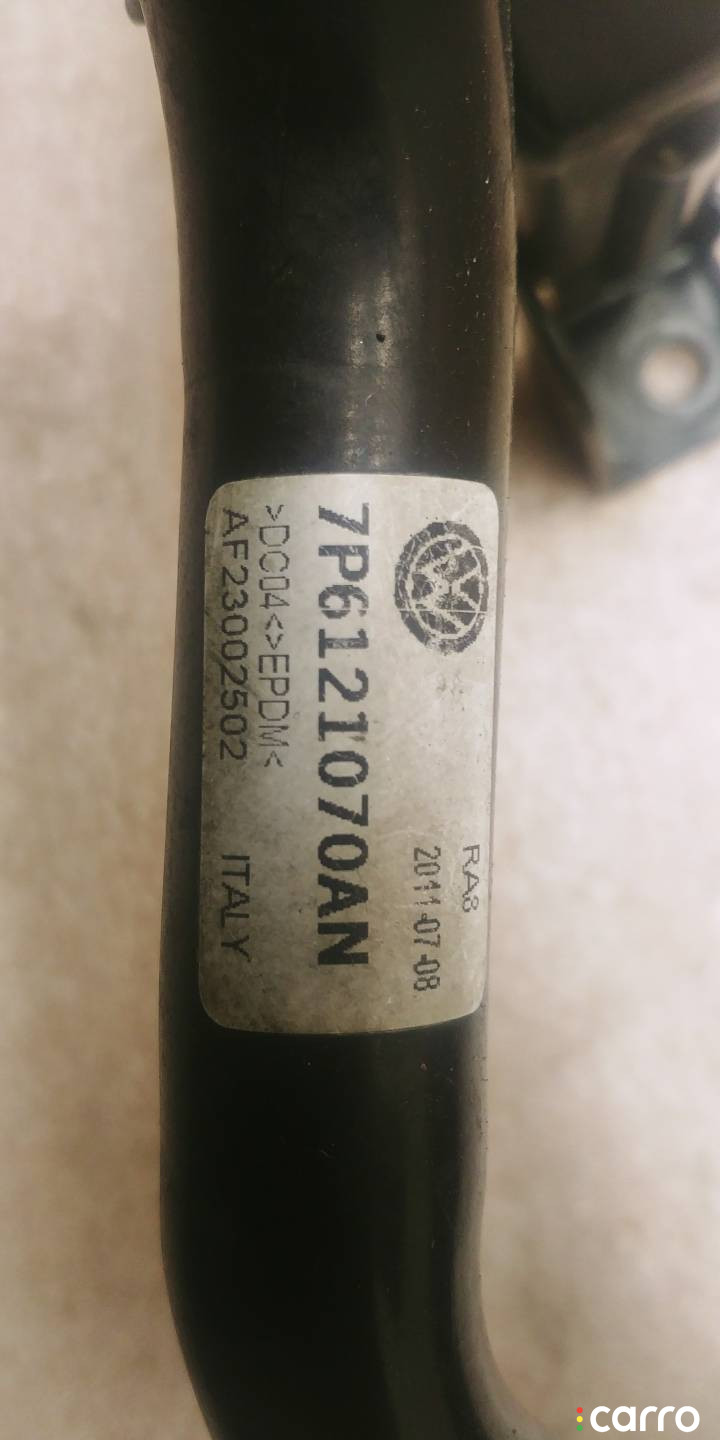 RA8
2011-07-08
7P6121070AN
>DC04<>EPDM<
AF23002502 ITALY
carro